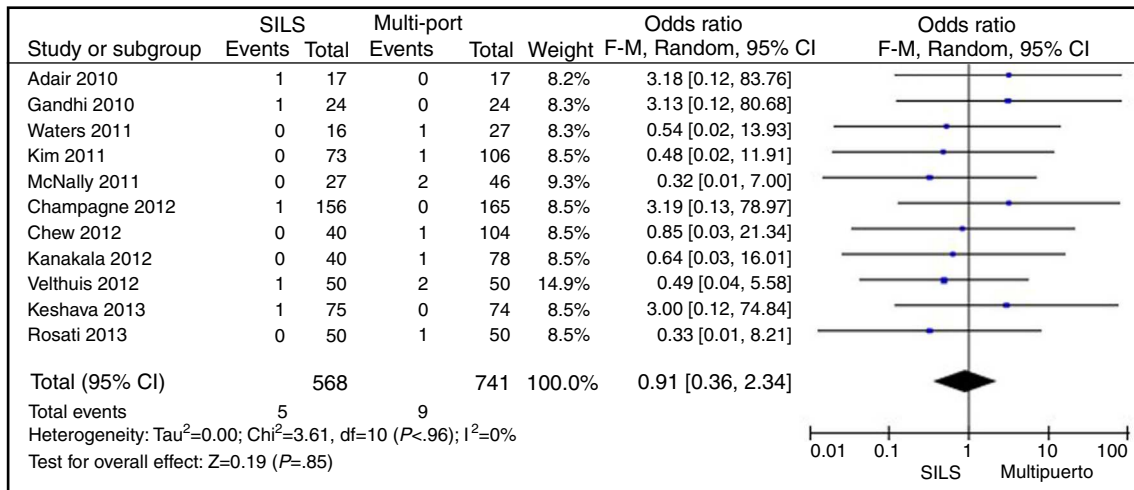 SILS Multi-port Odds ratio Odds ratio
Study or subgroup Events Total Events Total Weight F-M, Random, 95% CI F-M, Random, 95% CI
Adair 2010 1 17 0 17 8.2% 3.18 [0.12, 83.76]
Gandhi 2010 1 24 0 24 8.3% 3.13 [0.12, 80.68]
Waters 2011 0 16 1 27 8.3% 0.54 [0.02, 13.93]
Kim 2011 0 73 1 106 8.5% 0.48 [0.02, 11.91]
McNally 2011 0 27 2 46 9.3% 0.32 [0.01, 7.00]
Champagne 2012 1 156 0 165 8.5% 3.19 [0.13, 78.97]
Chew 2012 0 40 1 104 8.5% 0.85 [0.03, 21.34]
Kanakala 2012 0 40 1 78 8.5% 0.64 [0.03, 16.01]
Velthuis 2012 1 50 2 50 14.9% 0.49 [0.04, 5.58]
Keshava 2013 1 75 0 74 8.5% 3.00 [0.12, 74.84]
Rosati 2013 0 50 1 50 8.5% 0.33 [0.01, 8.21]
Total (95% CI) 568 741 100.0% 0.91 [0.36, 2.34]
Total events 5 9
Heterogeneity: Tau²=0.00; Chi²=3.61, df=10 (P<.96); I²=0%
Test for overall effect: Z=0.19 (P=.85)
0.01 0.1 1 10 100
SILS Multipuerto